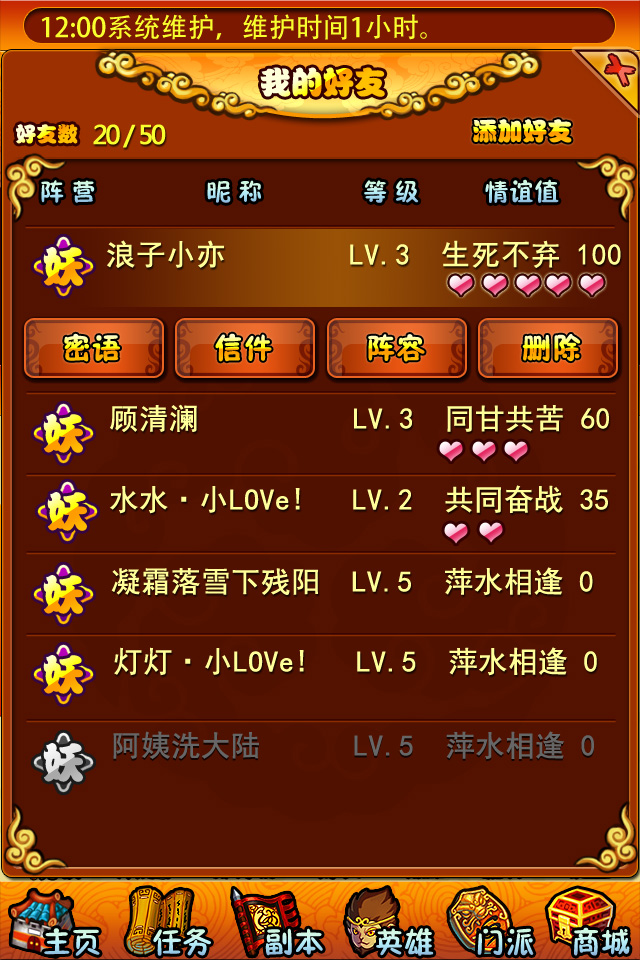 12:00系统维护，维护时间1小时。
我的好友
好友数 20/50 添加好友
阵营 昵称 等级 情谊值
妖 浪子小亦 LV.3 生死不弃 100
密语 信件 阵容 删除
妖 顾清澜 LV.3 同甘共苦 60
妖 水水·小LOVe! LV.2 共同奋战 35
妖 凝霜落雪下残阳 LV.5 萍水相逢 0
妖 灯灯·小LOVe! LV.5 萍水相逢 0
妖 阿姨洗大陆 LV.5 萍水相逢 0
主页 任务 副本 英雄 门派 商城